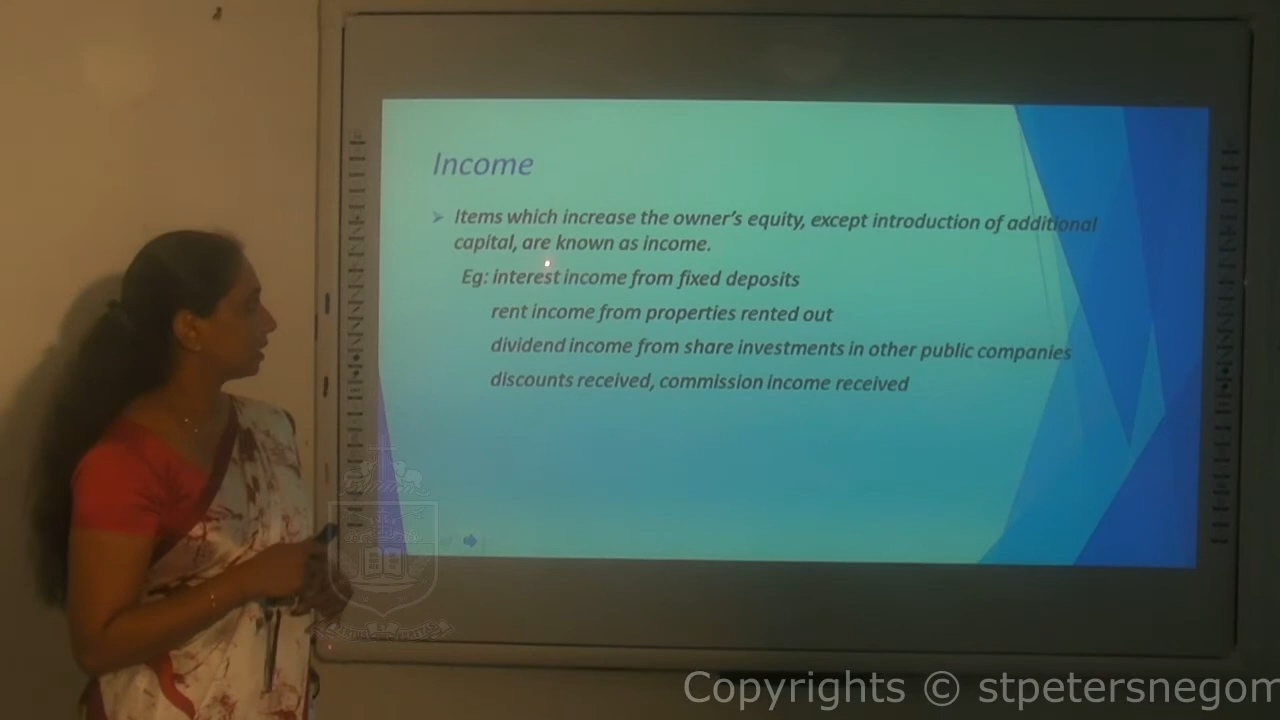 Income
Items which increase the owner's equity, except introduction of additional
capital, are known as income.
Eg: interest income from fixed deposits
rent income from properties rented out
dividend income from share investments in other public companies
discounts received, commission income received
Copyrights © stpetersnegom